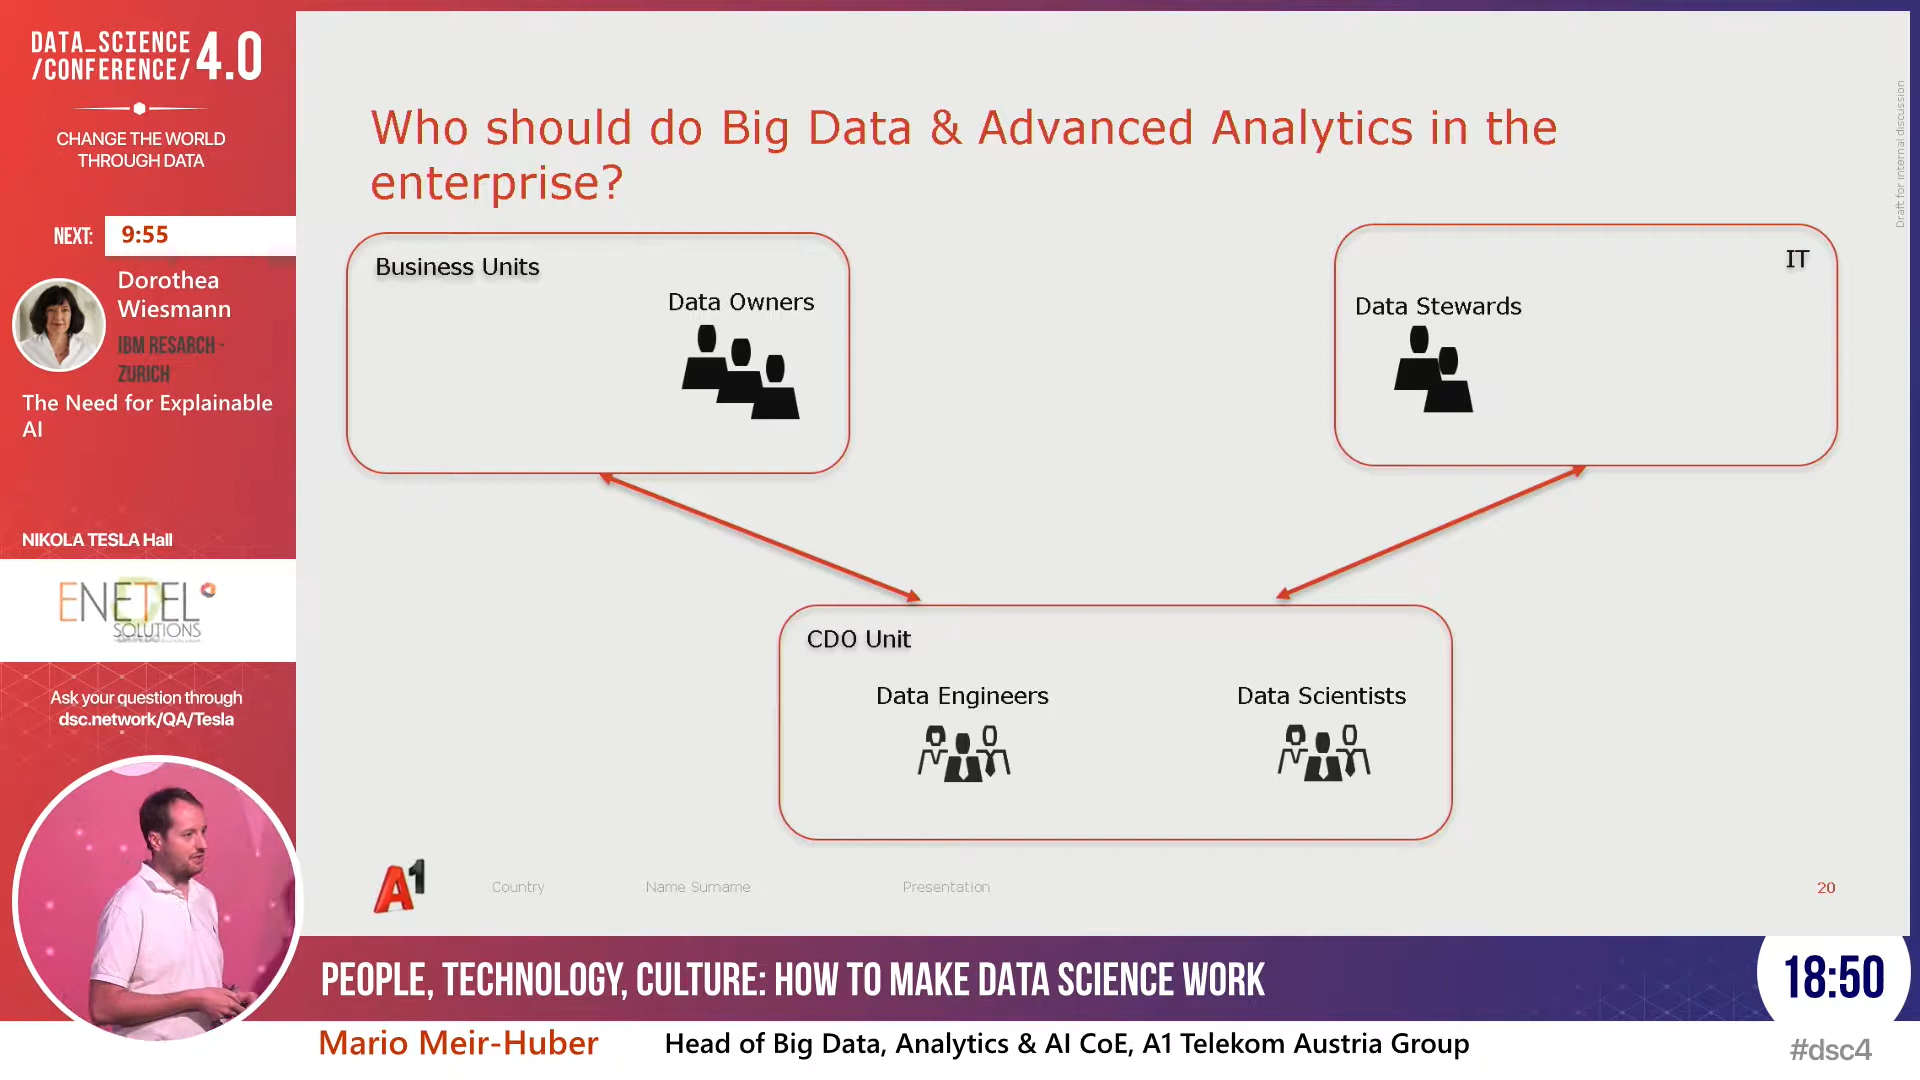 DATA_SCIENCE
/CONFERENCE/ 4.0
CHANGE THE WORLD
THROUGH DATA
NEXT: 9:55
Dorothea
Wiesmann
IBM RESARCH -
ZURICH
The Need for Explainable
AI
NIKOLA TESLA Hall
ENETEL
SOLUTIONS
Ask your question through
dsc.network/QA/Tesla
Who should do Big Data & Advanced Analytics in the
enterprise?
Draft for internal discussion
Business Units
Data Owners
IT
Data Stewards
CDO Unit
Data Engineers
Data Scientists
A1
Country
Name Surname
Presentation
20
PEOPLE, TECHNOLOGY, CULTURE: HOW TO MAKE DATA SCIENCE WORK
18:50
Mario Meir-Huber
Head of Big Data, Analytics & AI CoE, A1 Telekom Austria Group
#dsc4